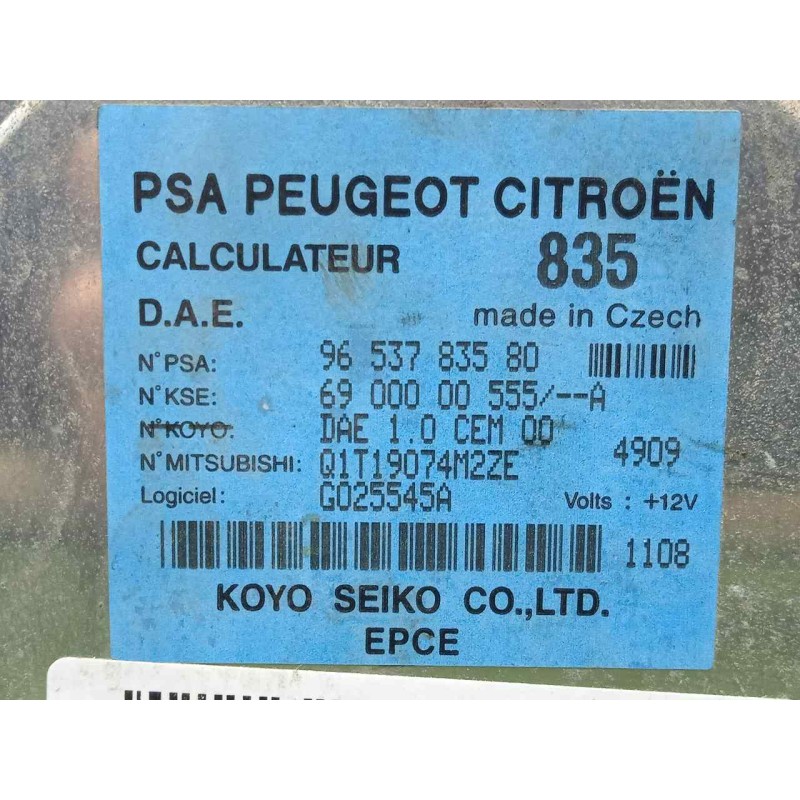 PSA PEUGEOT CITROËN
CALCULATEUR 835
D.A.E. made in Czech
N° PSA: 96 537 835 80
N° KSE: 69 000 00 555/--A
N° KOYO: DAE 1.0 CEM 00
N° MITSUBISHI: Q1T19074M2ZE 4909
Logiciel: G025545A Volts : +12V
1108
KOYO SEIKO CO.,LTD.
EPCE